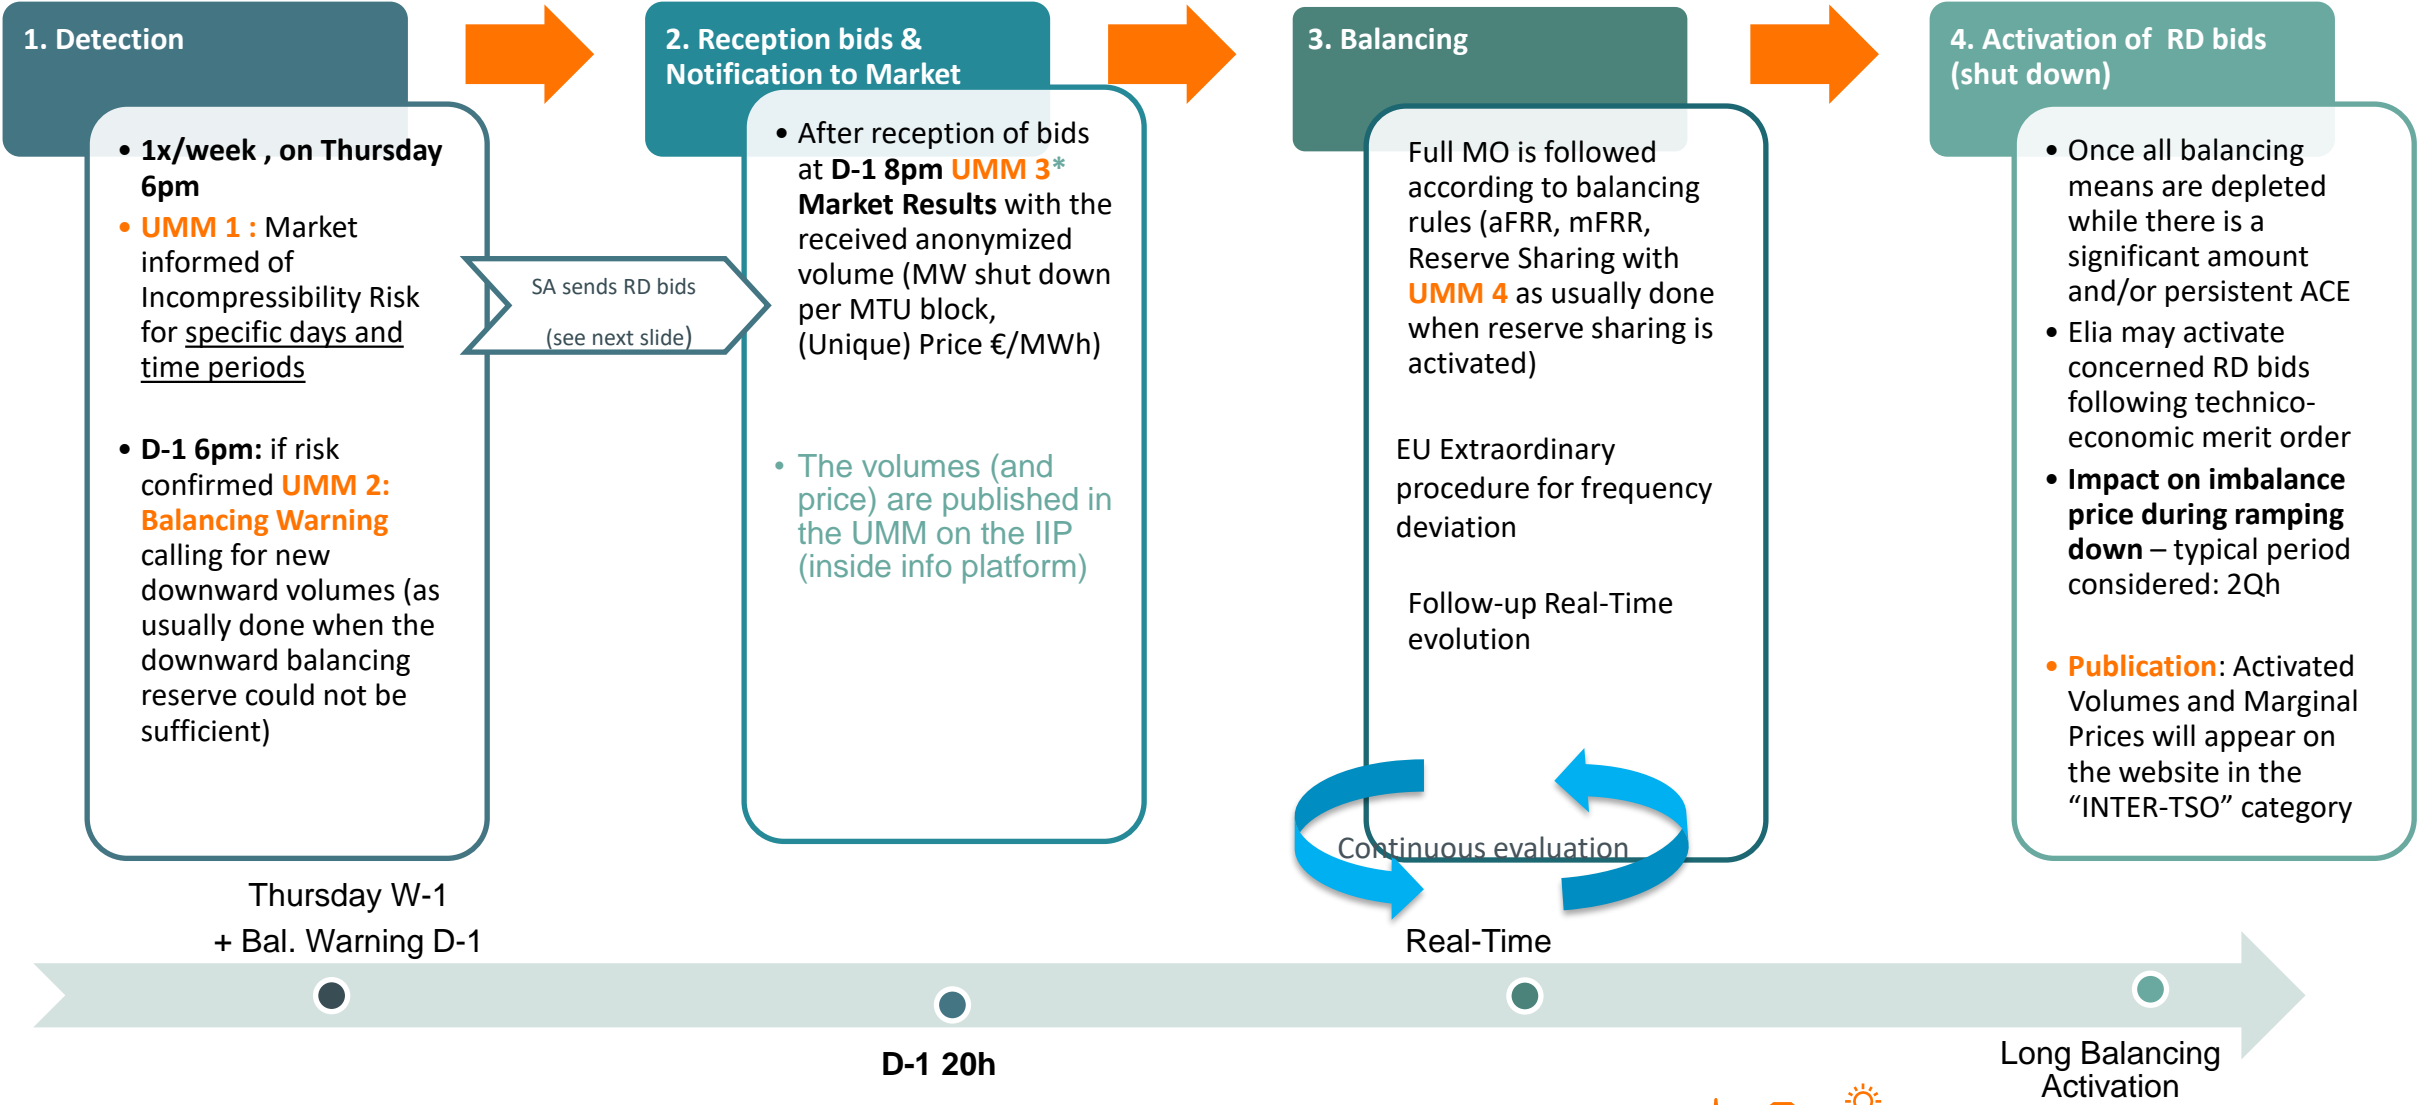 1. Detection
• 1x/week , on Thursday
6pm
• UMM 1 : Market
informed of
Incompressibility Risk
for specific days and
time periods
• D-1 6pm: if risk
confirmed UMM 2:
Balancing Warning
calling for new
downward volumes (as
usually done when the
downward balancing
reserve could not be
sufficient)
SA sends RD bids
(see next slide)
2. Reception bids &
Notification to Market
• After reception of bids
at D-1 8pm UMM 3*
Market Results with the
received anonymized
volume (MW shut down
per MTU block,
(Unique) Price €/MWh)
• The volumes (and
price) are published in
the UMM on the IIP
(inside info platform)
3. Balancing
Full MO is followed
according to balancing
rules (aFRR, mFRR,
Reserve Sharing with
UMM 4 as usually done
when reserve sharing is
activated)
EU Extraordinary
procedure for frequency
deviation
Follow-up Real-Time
evolution
Continuous evaluation
4. Activation of RD bids
(shut down)
• Once all balancing
means are depleted
while there is a
significant amount
and/or persistent ACE
• Elia may activate
concerned RD bids
following technico-
economic merit order
• Impact on imbalance
price during ramping
down – typical period
considered: 2Qh
• Publication: Activated
Volumes and Marginal
Prices will appear on
the website in the
“INTER-TSO” category
Thursday W-1
+ Bal. Warning D-1
D-1 20h
Real-Time
Long Balancing
Activation